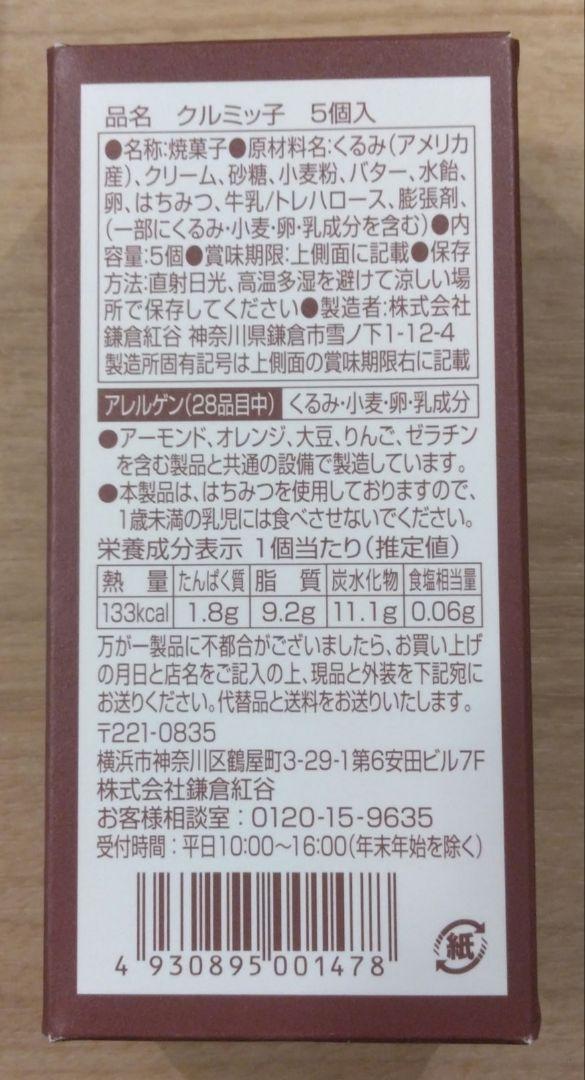 品名 クルミッ子 5個入
●名称:焼菓子●原材料名:くるみ(アメリカ
産)、クリーム、砂糖、小麦粉、バター、水飴、
卵、はちみつ、牛乳/トレハロース、膨張剤、
(一部にくるみ・小麦・卵・乳成分を含む)●内
容量:5個●賞味期限:上側面に記載●保存
方法:直射日光、高温多湿を避けて涼しい場
所で保存してください●製造者:株式会社
鎌倉紅谷 神奈川県鎌倉市雪ノ下1-12-4
製造所固有記号は上側面の賞味期限右に記載
アレルゲン(28品目中) くるみ・小麦・卵・乳成分
●アーモンド、オレンジ、大豆、りんご、ゼラチン
を含む製品と共通の設備で製造しています。
●本製品は、はちみつを使用しておりますので、
1歳未満の乳児には食べさせないでください。
栄養成分表示 1個当たり(推定値)
熱量 たんぱく質 脂質 炭水化物 食塩相当量
133kcal 1.8g 9.2g 11.1g 0.06g
万が一製品に不都合がございましたら、お買い上げ
の月日と店名をご記入の上、現品と外装を下記宛に
お送りください。代替品と送料をお送りいたします。
〒221-0835
横浜市神奈川区鶴屋町3-29-1第6安田ビル7F
株式会社鎌倉紅谷
お客様相談室:0120-15-9635
受付時間:平日10:00~16:00(年末年始を除く)
4 930895 001478
紙